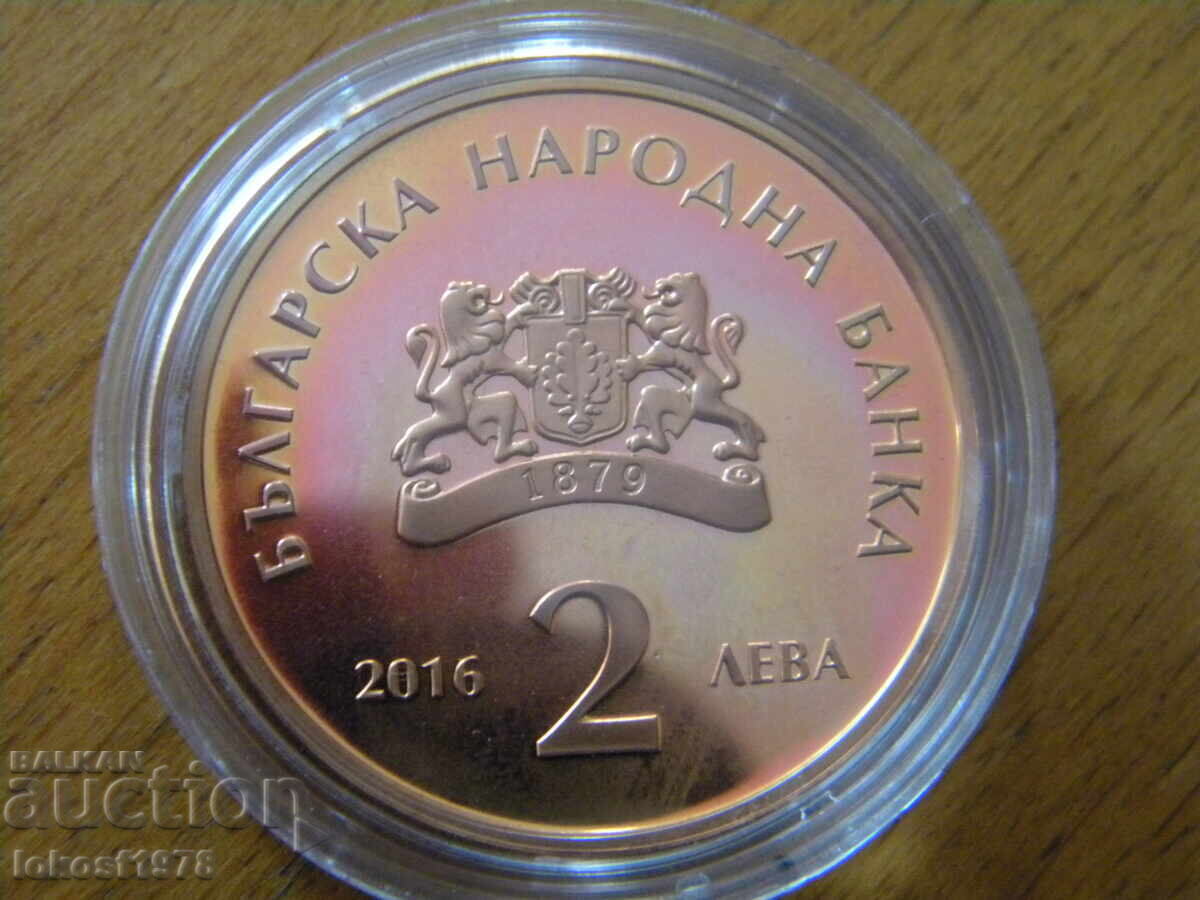 БЪЛГАРСКА НАРОДНА БАНКА
1879
2
2016 ЛЕВА
BALKAN
auction
lokosf1978